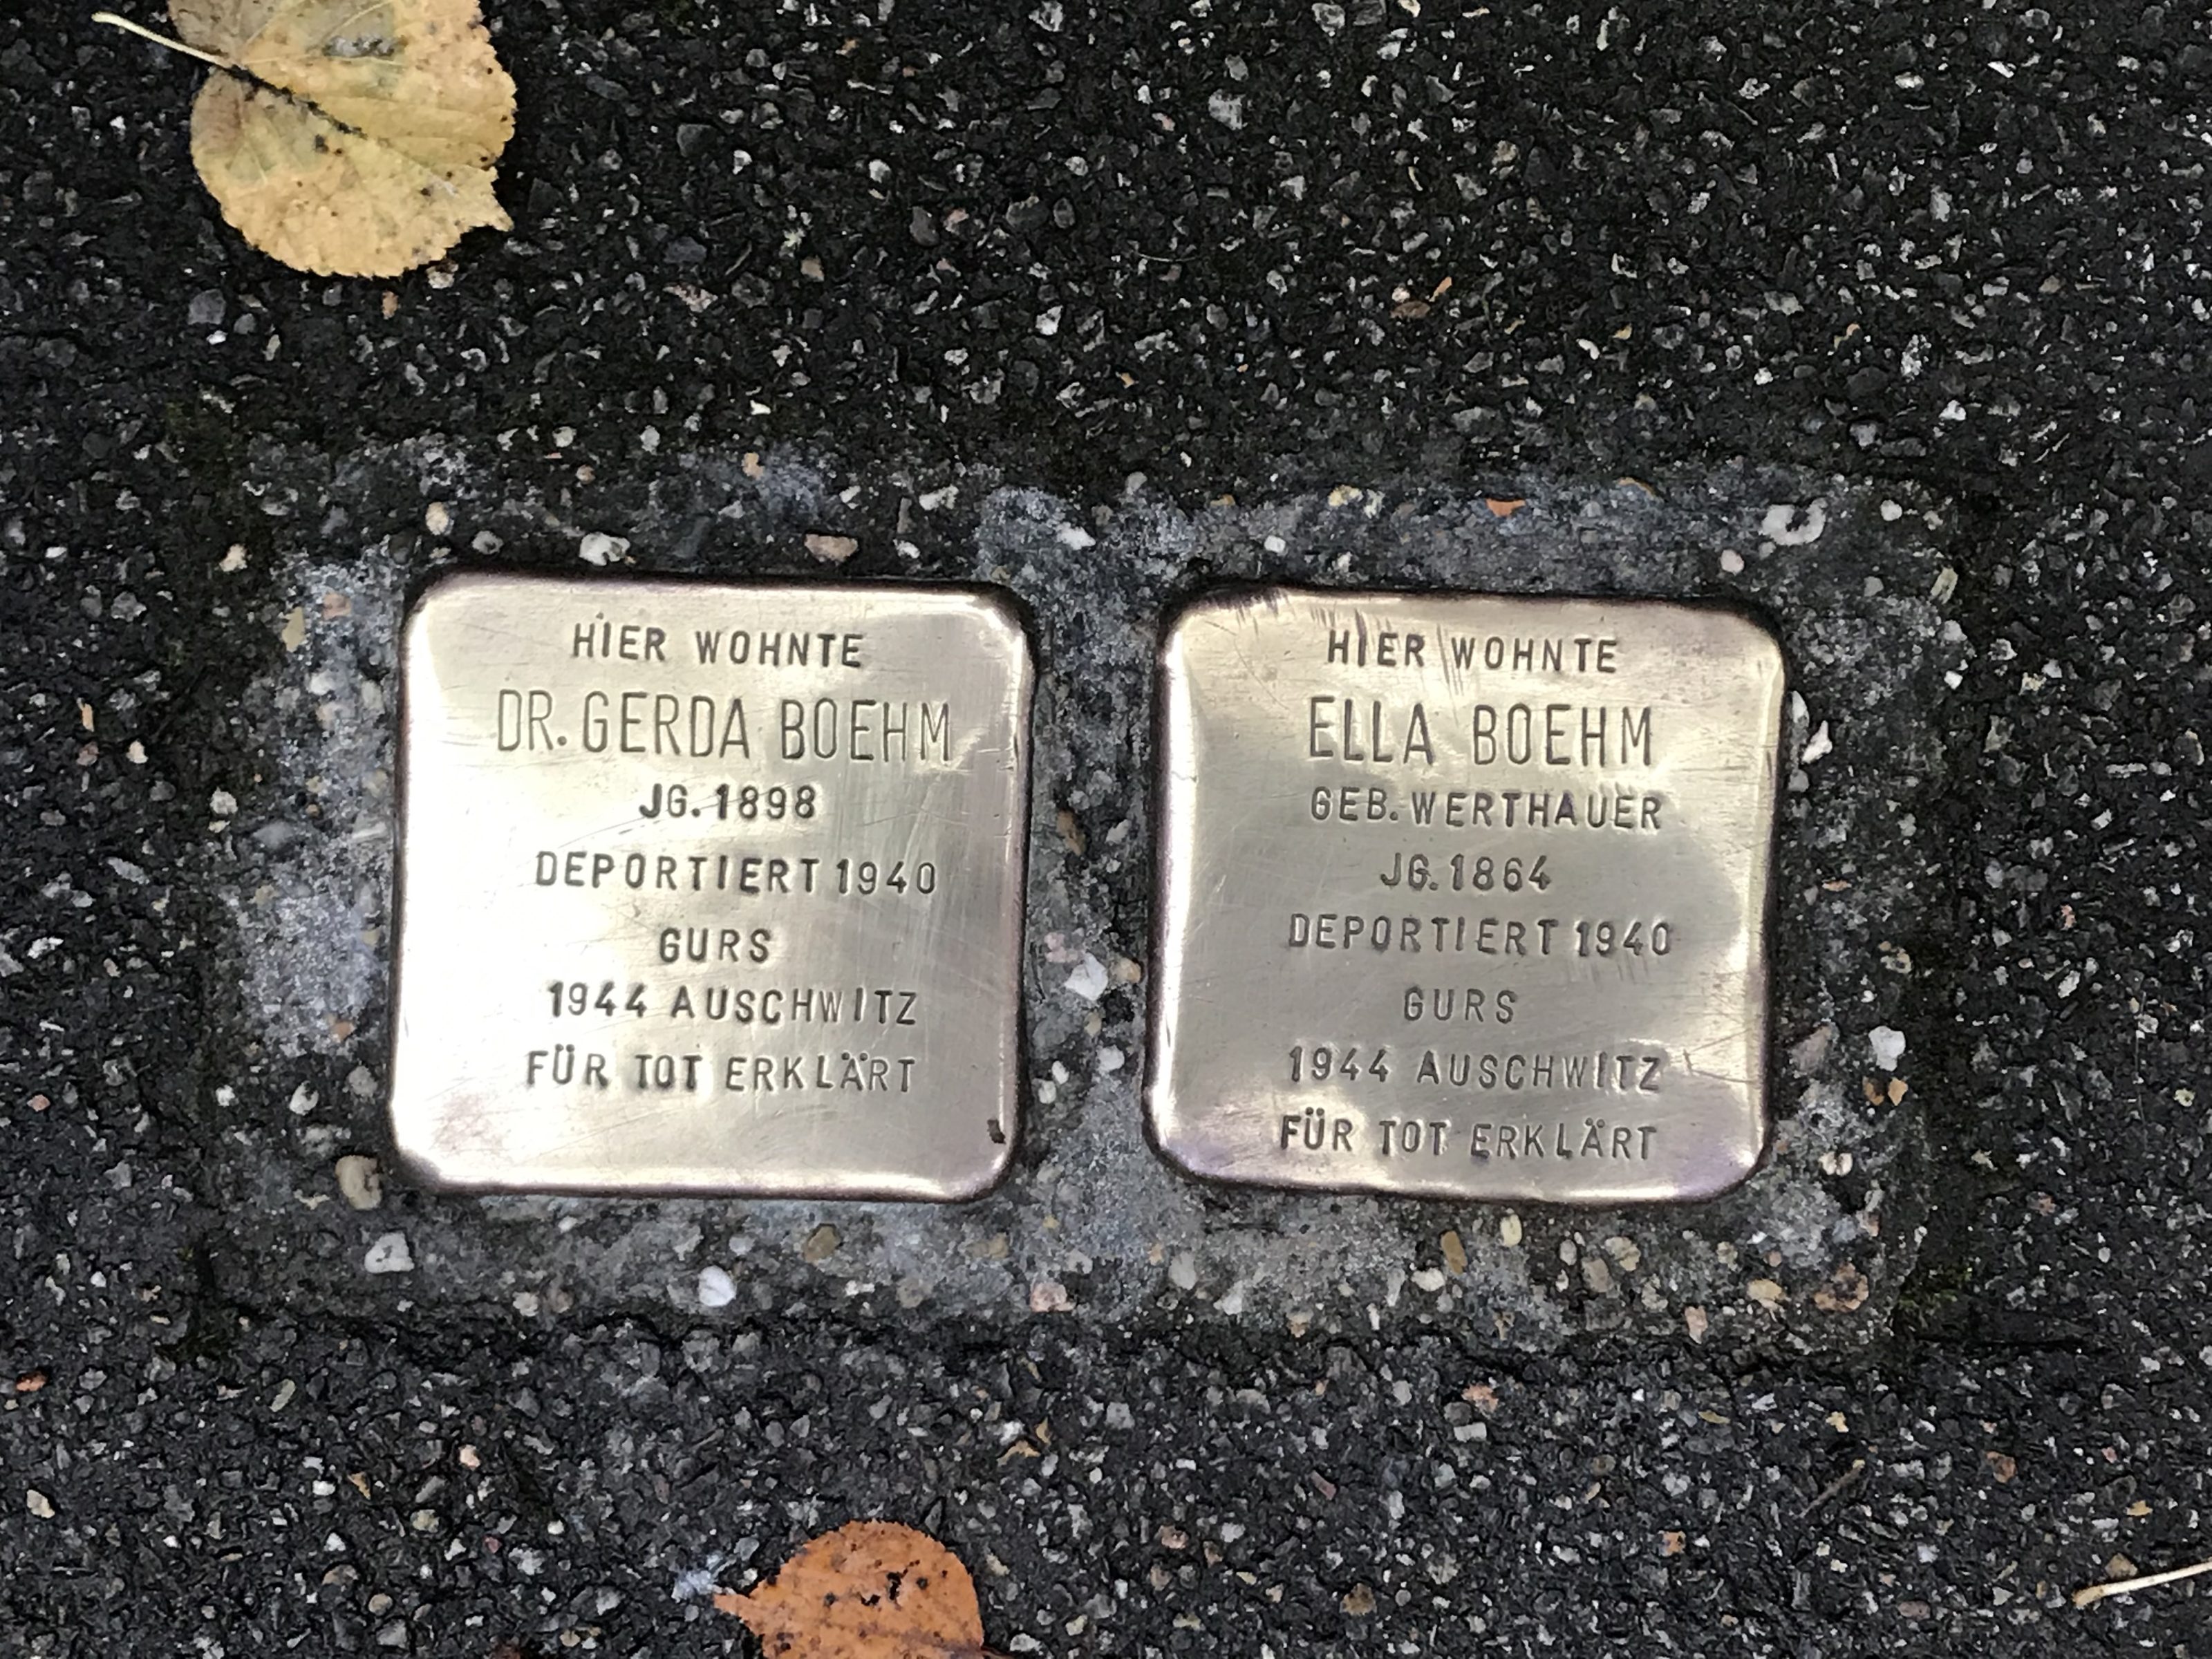 HIER WOHNTE
DR. GERDA BOEHM
JG. 1898
DEPORTIERT 1940
GURS
1944 AUSCHWITZ
FÜR TOT ERKLÄRT
HIER WOHNTE
ELLA BOEHM
GEB. WERTHAUER
JG. 1864
DEPORTIERT 1940
GURS
1944 AUSCHWITZ
FÜR TOT ERKLÄRT